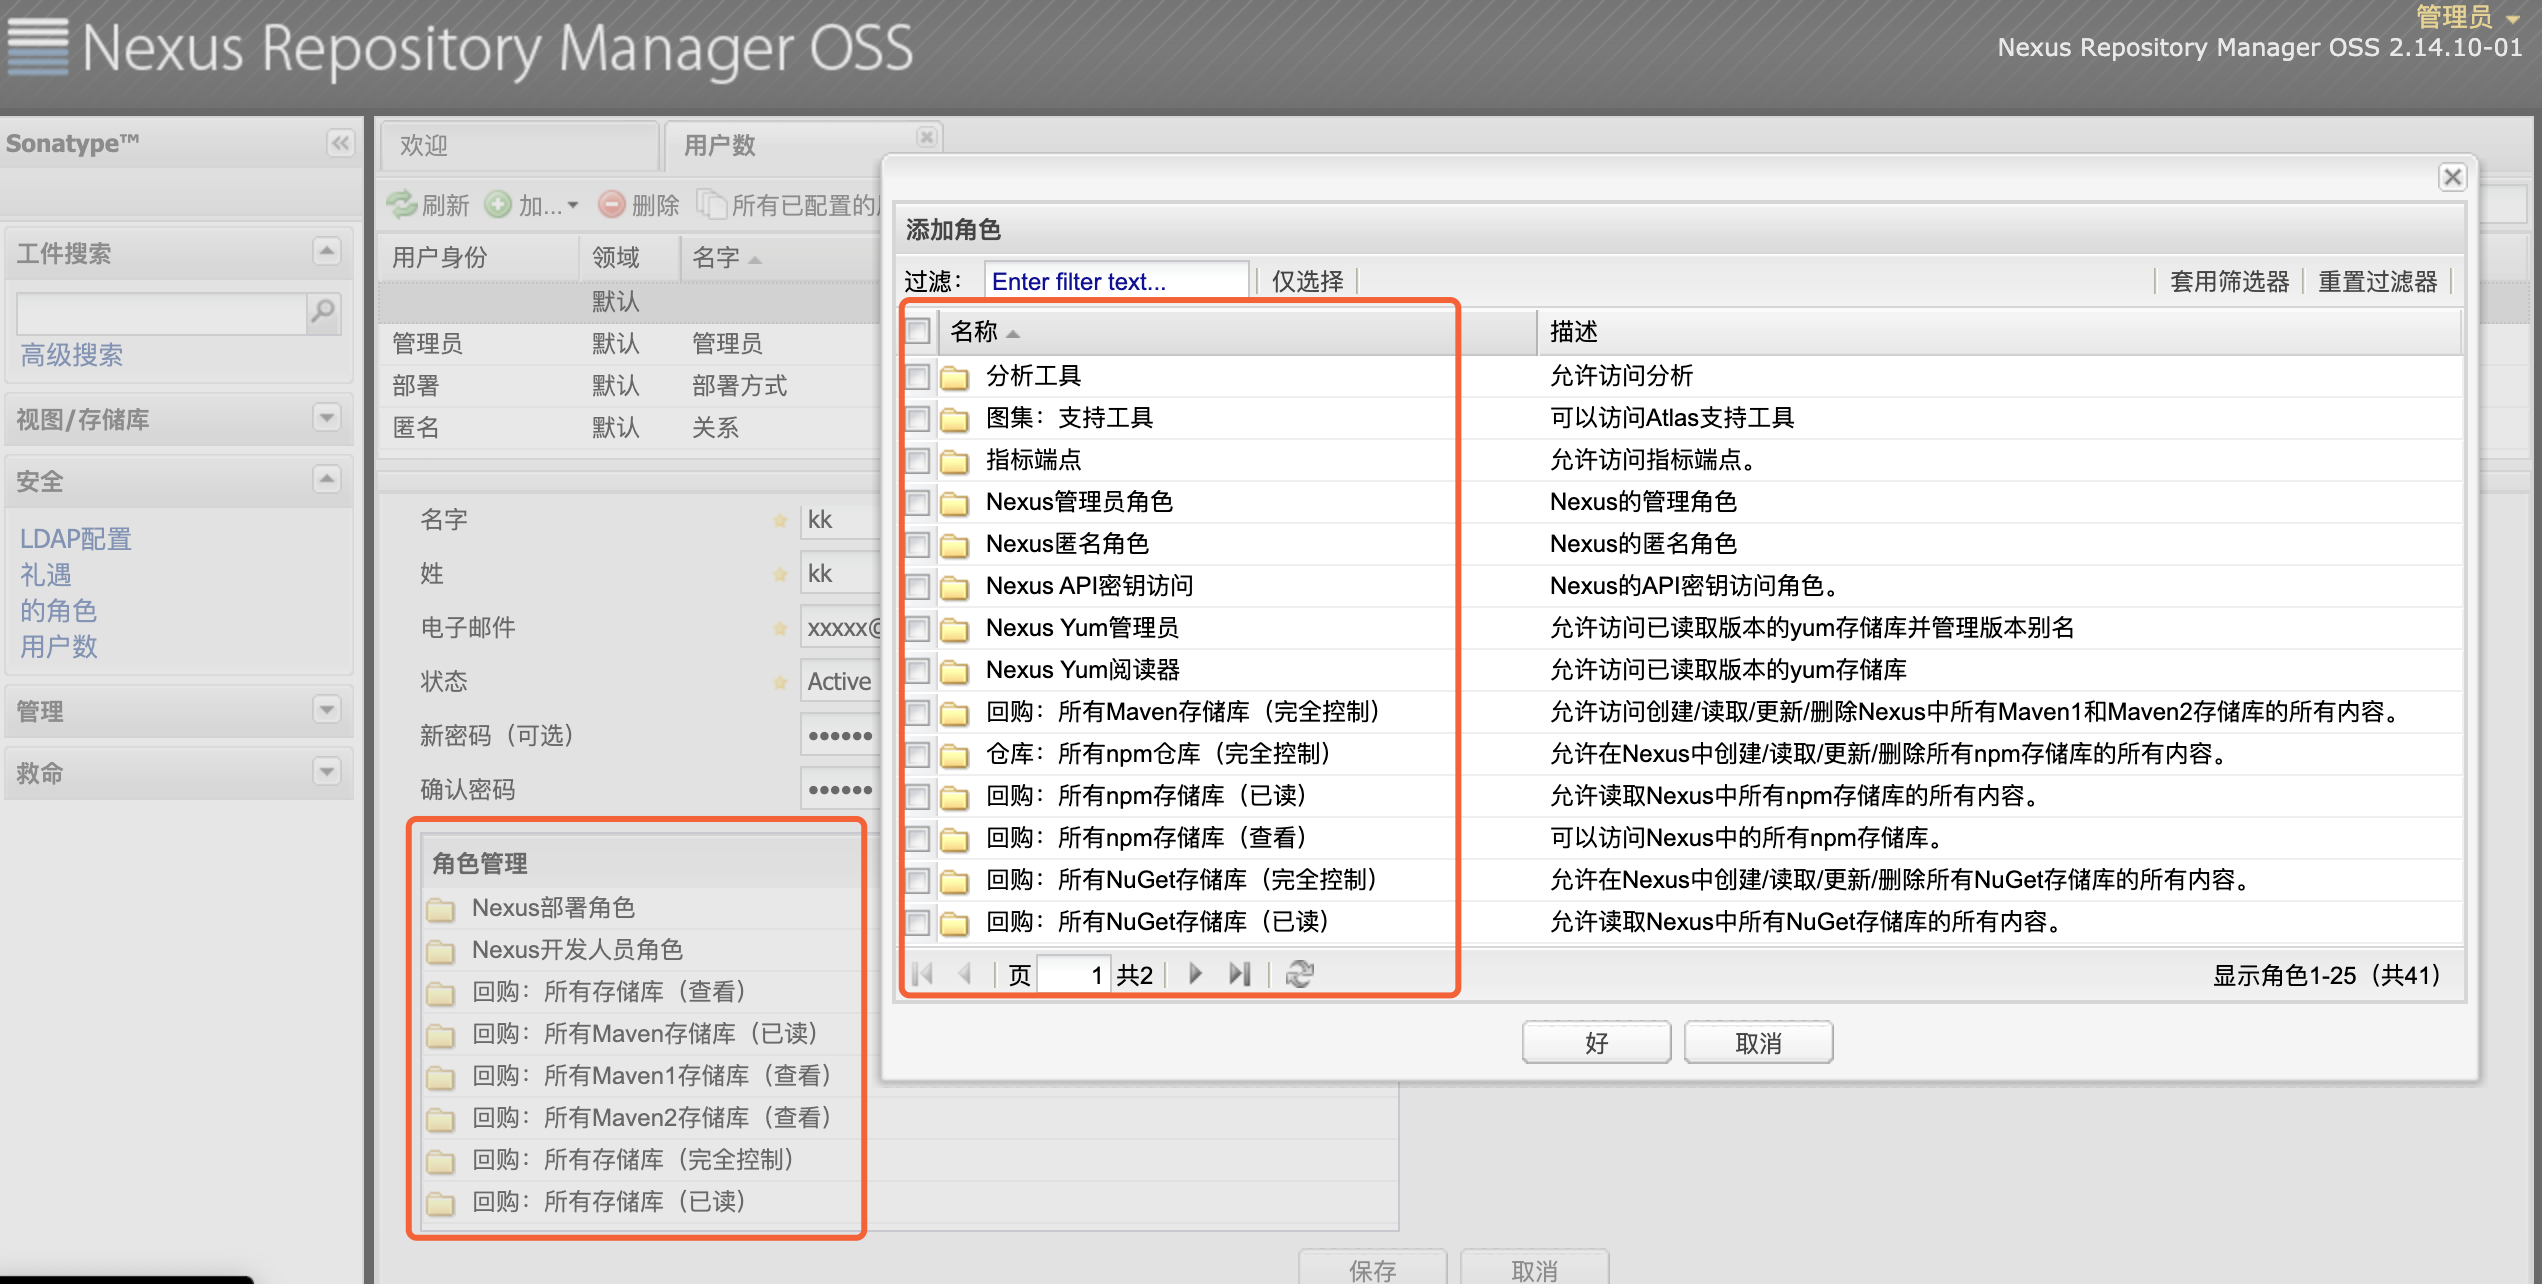 Nexus Repository Manager OSS
管理员
Nexus Repository Manager OSS 2.14.10-01
Sonatype™
工件搜索
高级搜索
视图/存储库
安全
LDAP配置
礼遇
的角色
用户数
管理
救命
欢迎
用户数
刷新 加... 删除 所有已配置的
用户身份 领域 名字
默认
管理员 默认 管理员
部署 默认 部署方式
匿名 默认 关系
名字 kk
姓 kk
电子邮件 xxxxx@
状态 Active
新密码（可选） ••••••
确认密码 ••••••
角色管理
Nexus部署角色
Nexus开发人员角色
回购：所有存储库（查看）
回购：所有Maven存储库（已读）
回购：所有Maven1存储库（查看）
回购：所有Maven2存储库（查看）
回购：所有存储库（完全控制）
回购：所有存储库（已读）
保存 取消
添加角色
过滤： Enter filter text... 仅选择 套用筛选器 重置过滤器
名称 描述
分析工具 允许访问分析
图集：支持工具 可以访问Atlas支持工具
指标端点 允许访问指标端点。
Nexus管理员角色 Nexus的管理角色
Nexus匿名角色 Nexus的匿名角色
Nexus API密钥访问 Nexus的API密钥访问角色。
Nexus Yum管理员 允许访问已读取版本的yum存储库并管理版本别名
Nexus Yum阅读器 允许访问已读取版本的yum存储库
回购：所有Maven存储库（完全控制） 允许访问创建/读取/更新/删除Nexus中所有Maven1和Maven2存储库的所有内容。
仓库：所有npm仓库（完全控制） 允许在Nexus中创建/读取/更新/删除所有npm存储库的所有内容。
回购：所有npm存储库（已读） 允许读取Nexus中所有npm存储库的所有内容。
回购：所有npm存储库（查看） 可以访问Nexus中的所有npm存储库。
回购：所有NuGet存储库（完全控制） 允许在Nexus中创建/读取/更新/删除所有NuGet存储库的所有内容。
回购：所有NuGet存储库（已读） 允许读取Nexus中所有NuGet存储库的所有内容。
页 1 共2 显示角色1-25（共41）
好 取消